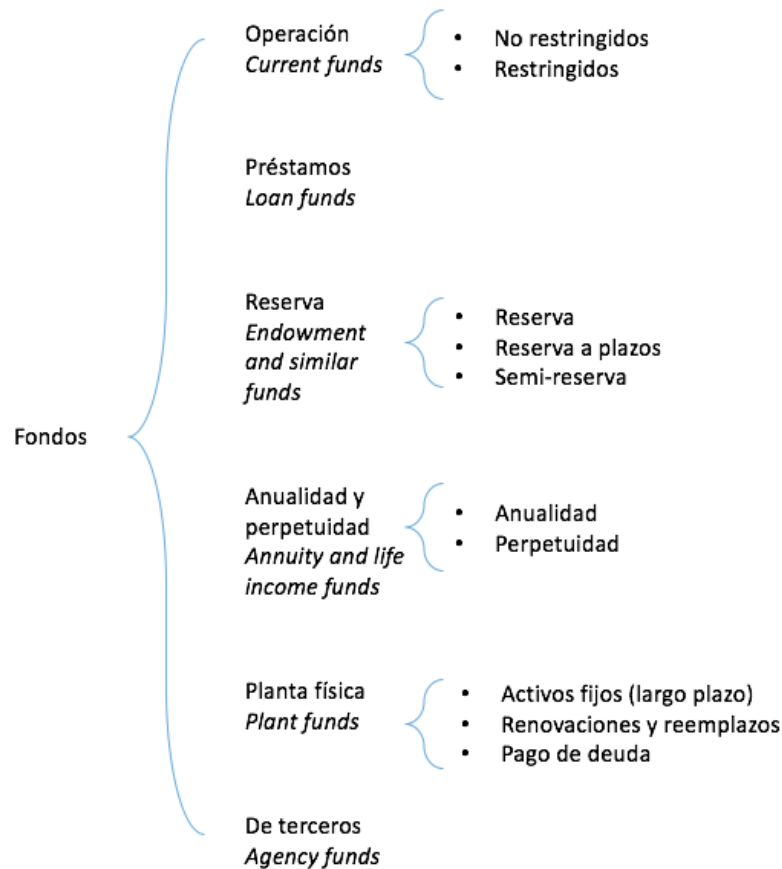 Fondos
Operación
Current funds
• No restringidos
• Restringidos
Préstamos
Loan funds
Reserva
Endowment
and similar
funds
• Reserva
• Reserva a plazos
• Semi-reserva
Anualidad y
perpetuidad
Annuity and life
income funds
• Anualidad
• Perpetuidad
Planta física
Plant funds
• Activos fijos (largo plazo)
• Renovaciones y reemplazos
• Pago de deuda
De terceros
Agency funds